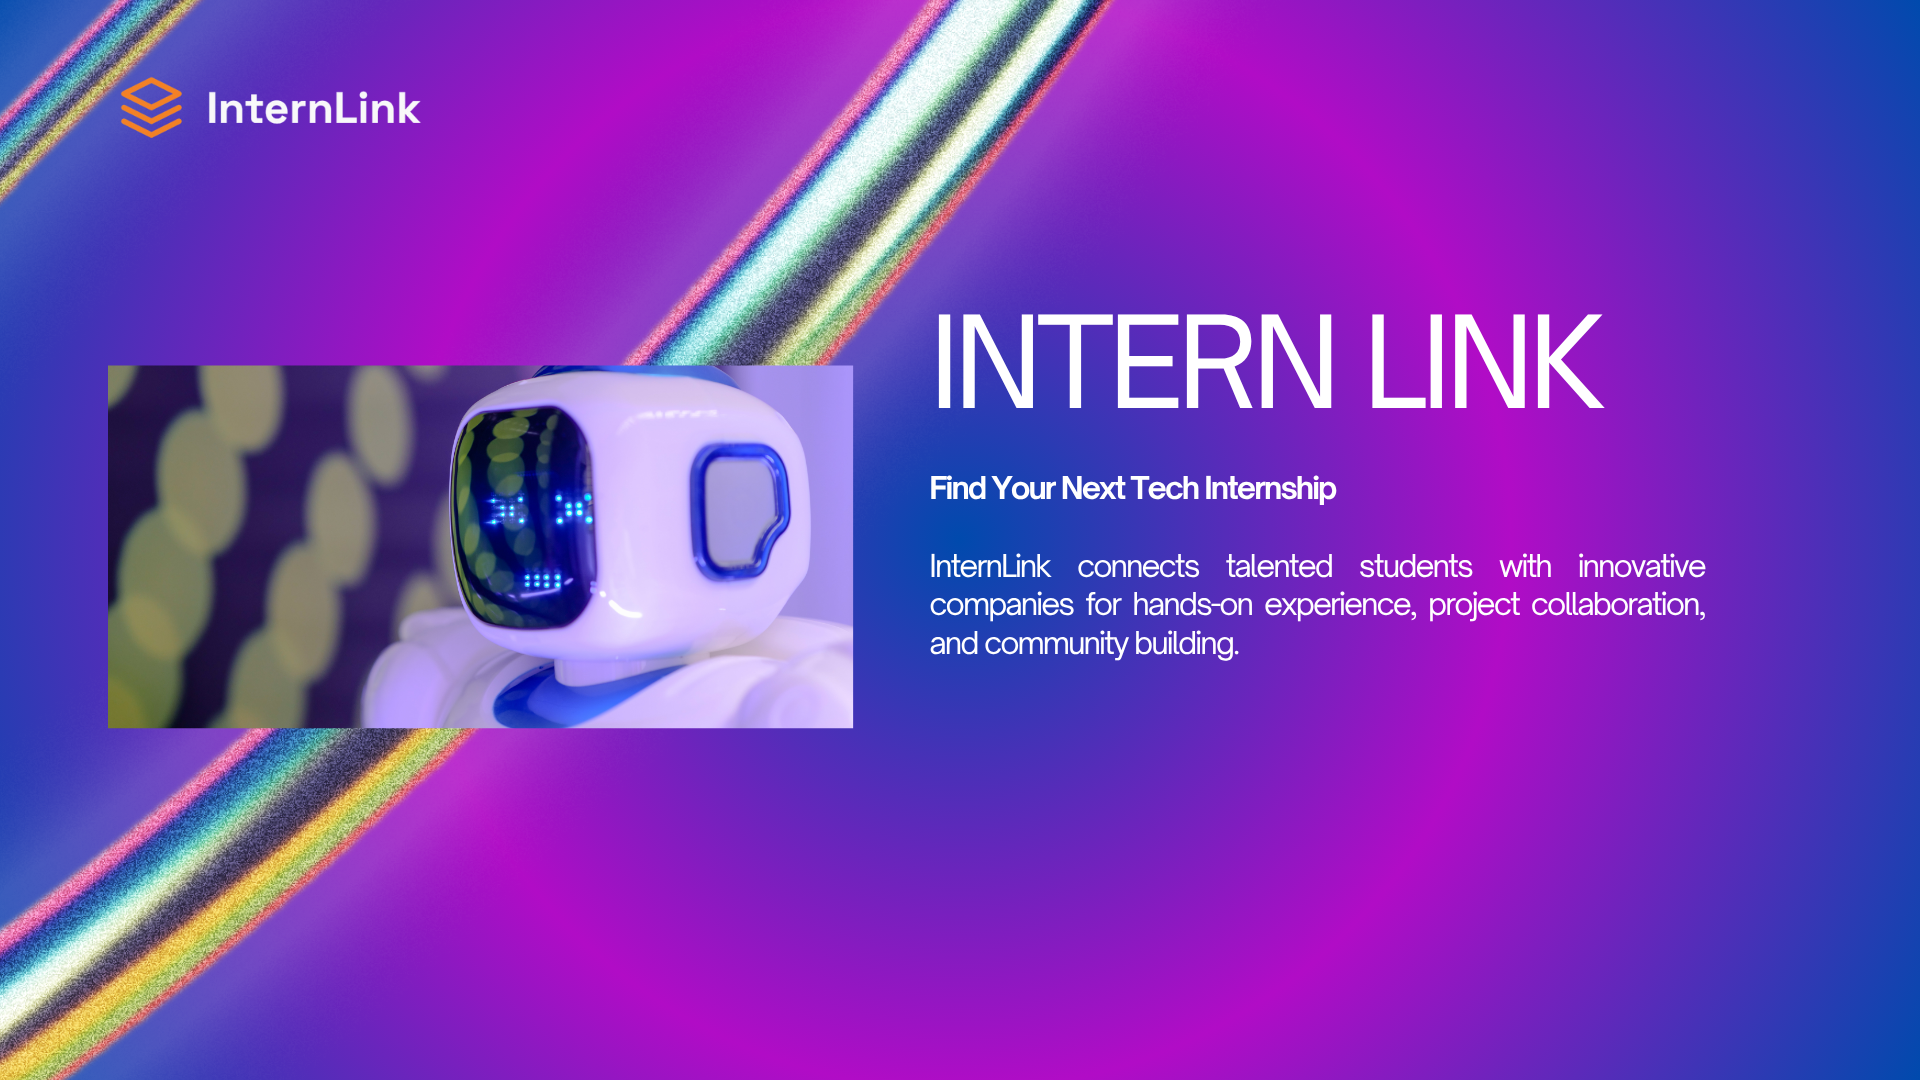 InternLink
INTERN LINK
Find Your Next Tech Internship
InternLink connects talented students with innovative
companies for hands-on experience, project collaboration,
and community building.